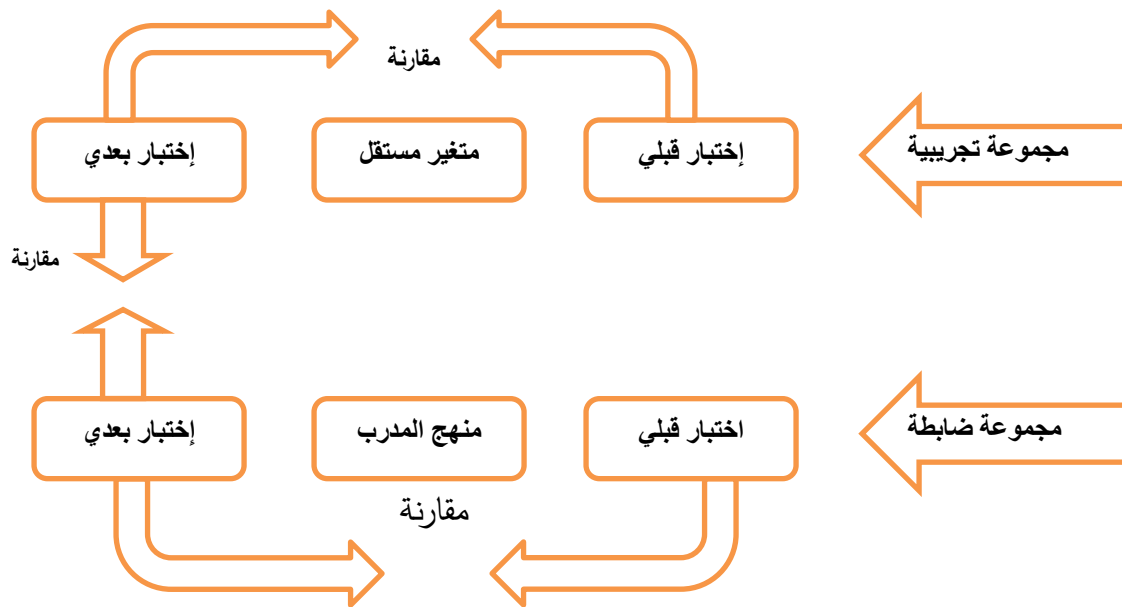 مقارنة
مجموعة تجريبية
إختبار قبلي
متغير مستقل
إختبار بعدي
مقارنة
مجموعة ضابطة
اختبار قبلي
منهج المدرب
إختبار بعدي
مقارنة